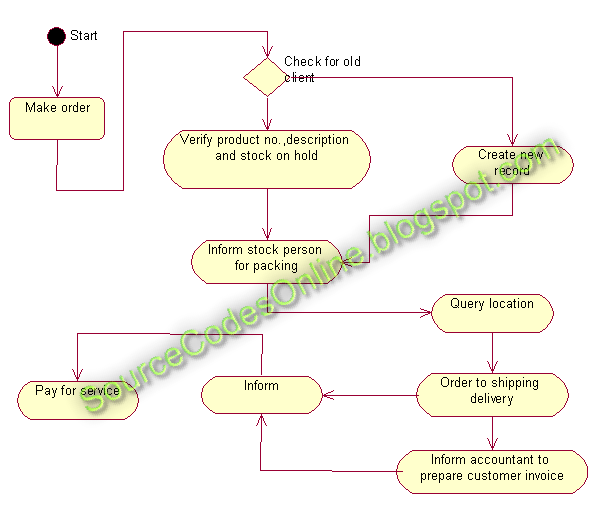 Start
Check for old
client
Make order
Verify product no.,description
and stock on hold
Create new
record
Inform stock person
for packing
Query location
Pay for service
Inform
Order to shipping
delivery
Inform accountant to
prepare customer invoice
SourceCodesOnline.blogspot.com